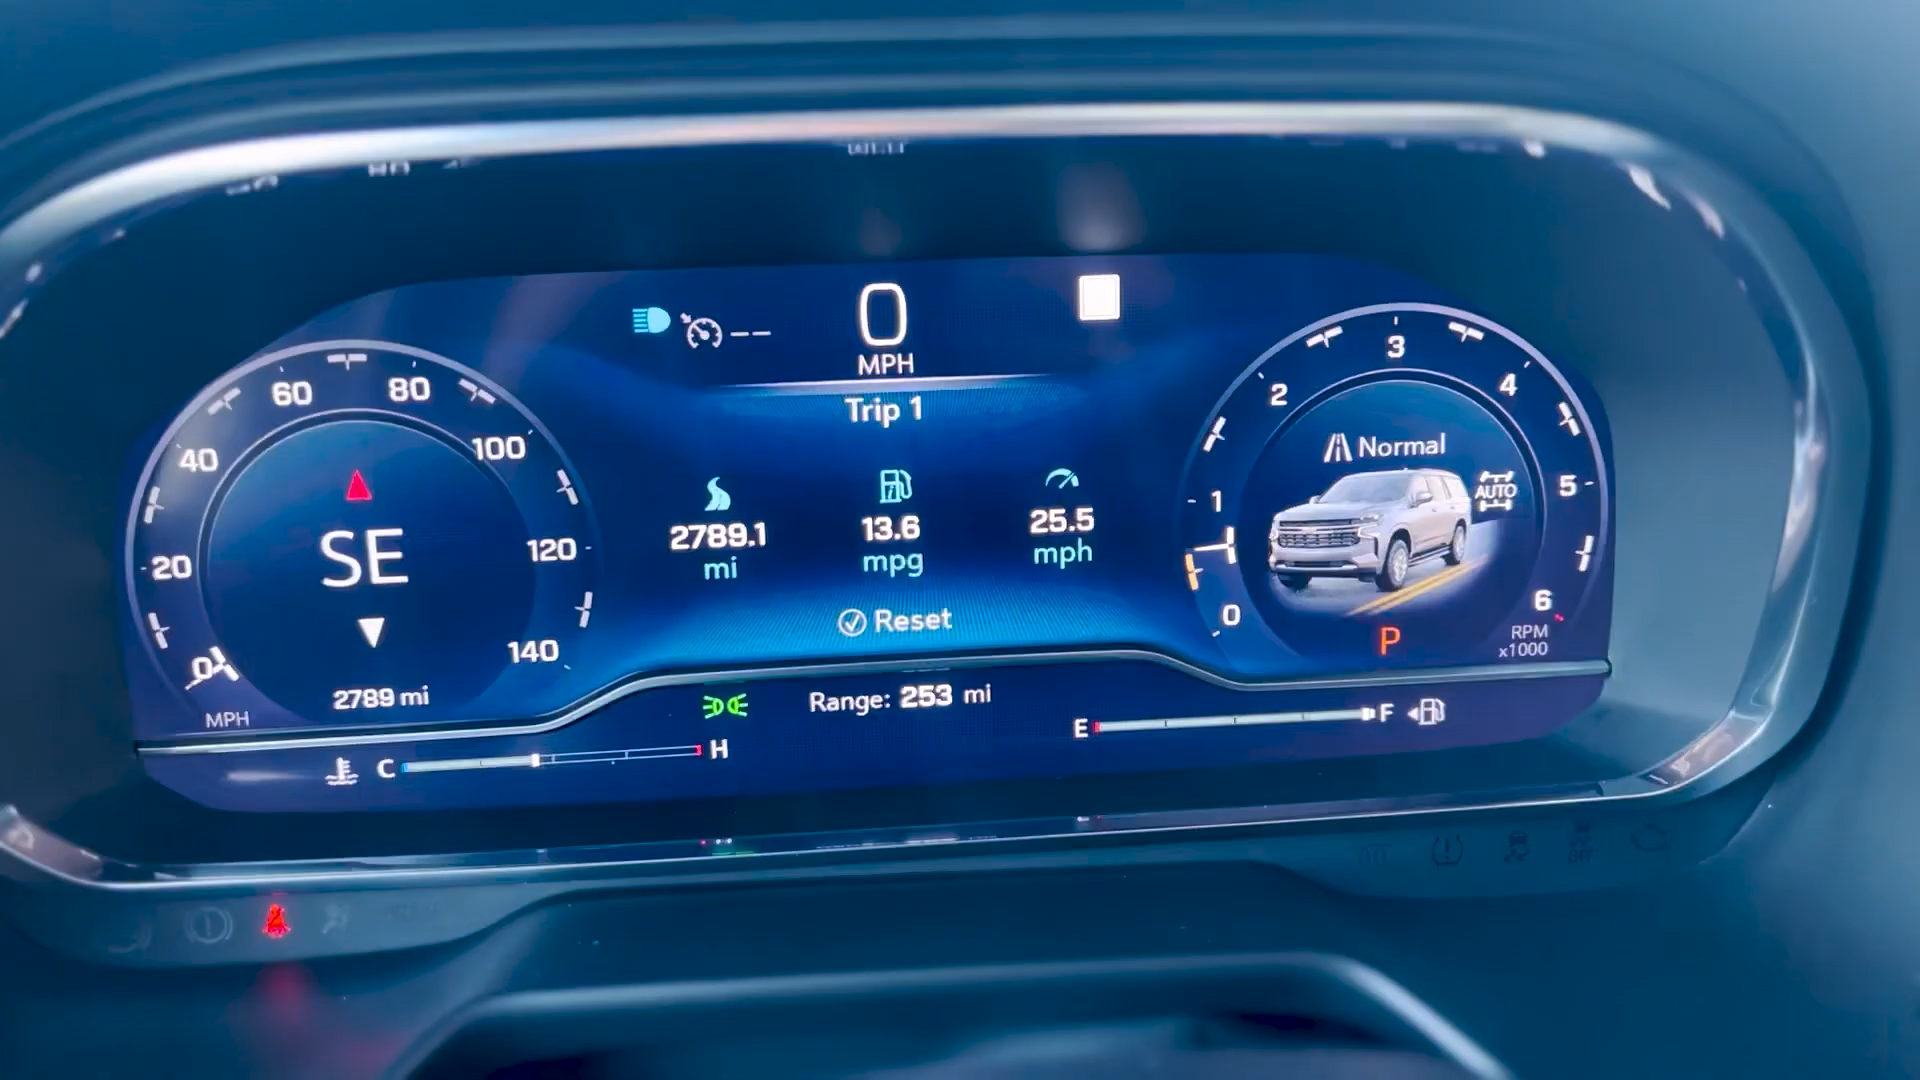 0
MPH
Trip 1
2789.1
mi
13.6
mpg
25.5
mph
Reset
0
20
40
60
80
100
120
140
SE
2789 mi
MPH
0
1
2
3
4
5
6
Normal
AUTO
P
RPM
x1000
Range: 253 mi
C
H
E
F